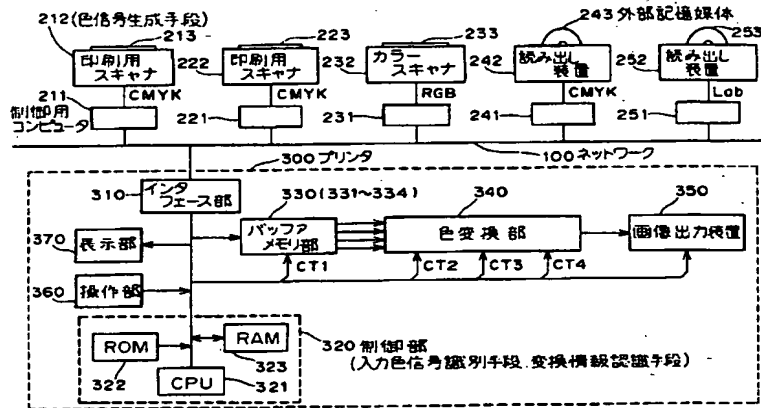 212(色信号生成手段)
213
223
233
243 外部記憶媒体
253
印刷用
スキャナ
222
印刷用
スキャナ
232
カラー
スキャナ
242
読み出し
装置
252
読み出し
装置
CMYK
CMYK
RGB
CMYK
Lab
211
制御用
コンピュータ
221
231
241
251
300 プリンタ
100 ネットワーク
310
インタ
フェース部
330(331~334)
340
350
370
表示部
バッファ
メモリ部
色変換部
画像出力装置
CT1
CT2
CT3
CT4
360
操作部
ROM
322
RAM
323
CPU
321
320 制御部
(入力色信号識別手段、変換情報認識手段)